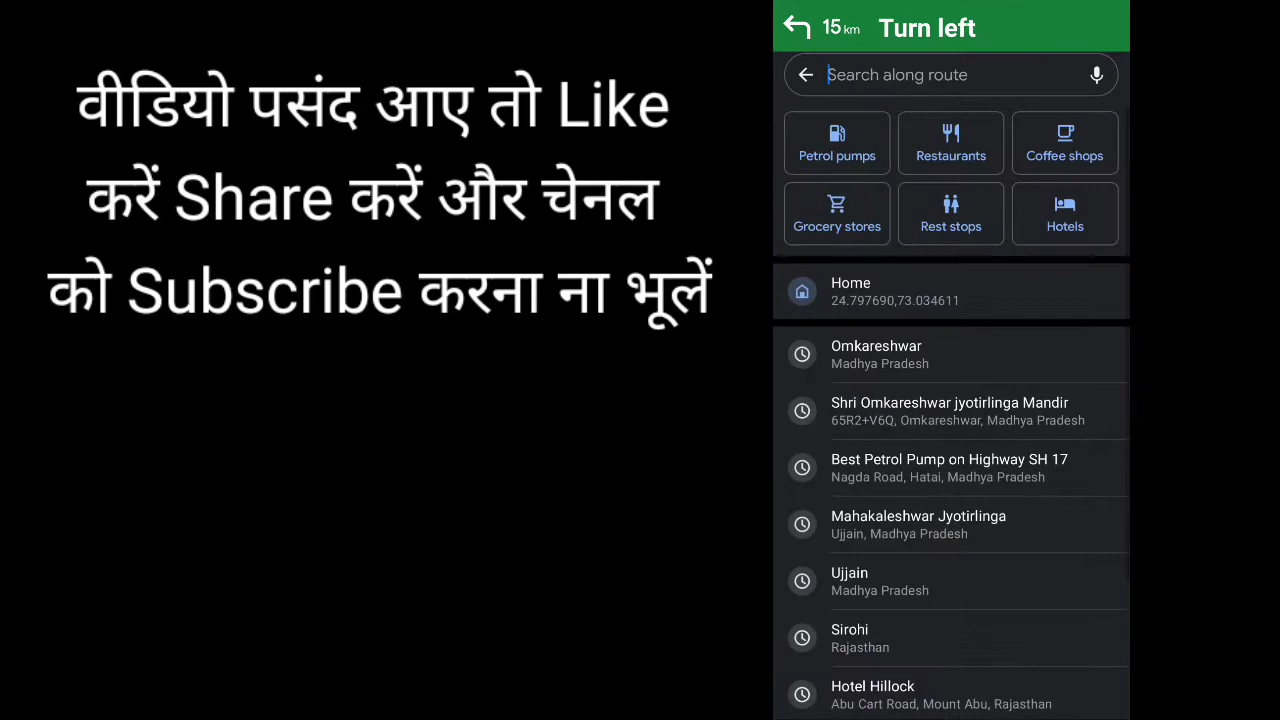 वीडियो पसंद आए तो Like
करें Share करें और चेनल
को Subscribe करना ना भूलें
15 km Turn left
Search along route
Petrol pumps Restaurants Coffee shops
Grocery stores Rest stops Hotels
Home
24.797690,73.034611
Omkareshwar
Madhya Pradesh
Shri Omkareshwar jyotirlinga Mandir
65R2+V6Q, Omkareshwar, Madhya Pradesh
Best Petrol Pump on Highway SH 17
Nagda Road, Hatai, Madhya Pradesh
Mahakaleshwar Jyotirlinga
Ujjain, Madhya Pradesh
Ujjain
Madhya Pradesh
Sirohi
Rajasthan
Hotel Hillock
Abu Cart Road, Mount Abu, Rajasthan